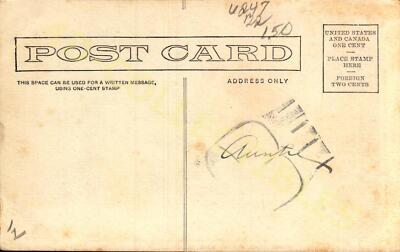 U847
150
UNITED STATES
AND CANADA
ONE CENT
PLACE STAMP
HERE
FOREIGN
TWO CENTS
POST CARD
THIS SPACE CAN BE USED FOR A WRITTEN MESSAGE,
USING ONE-CENT STAMP
ADDRESS ONLY
Auntie